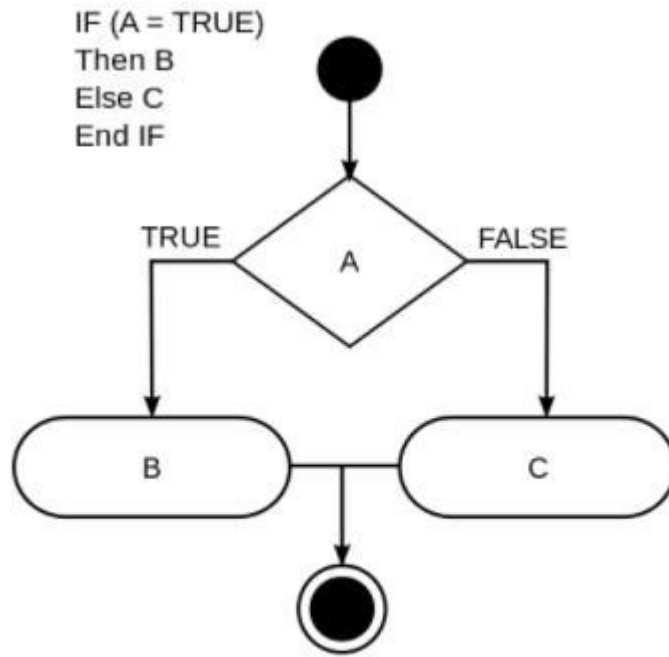 IF (A = TRUE)
Then B
Else C
End IF
TRUE
FALSE
A
B
C